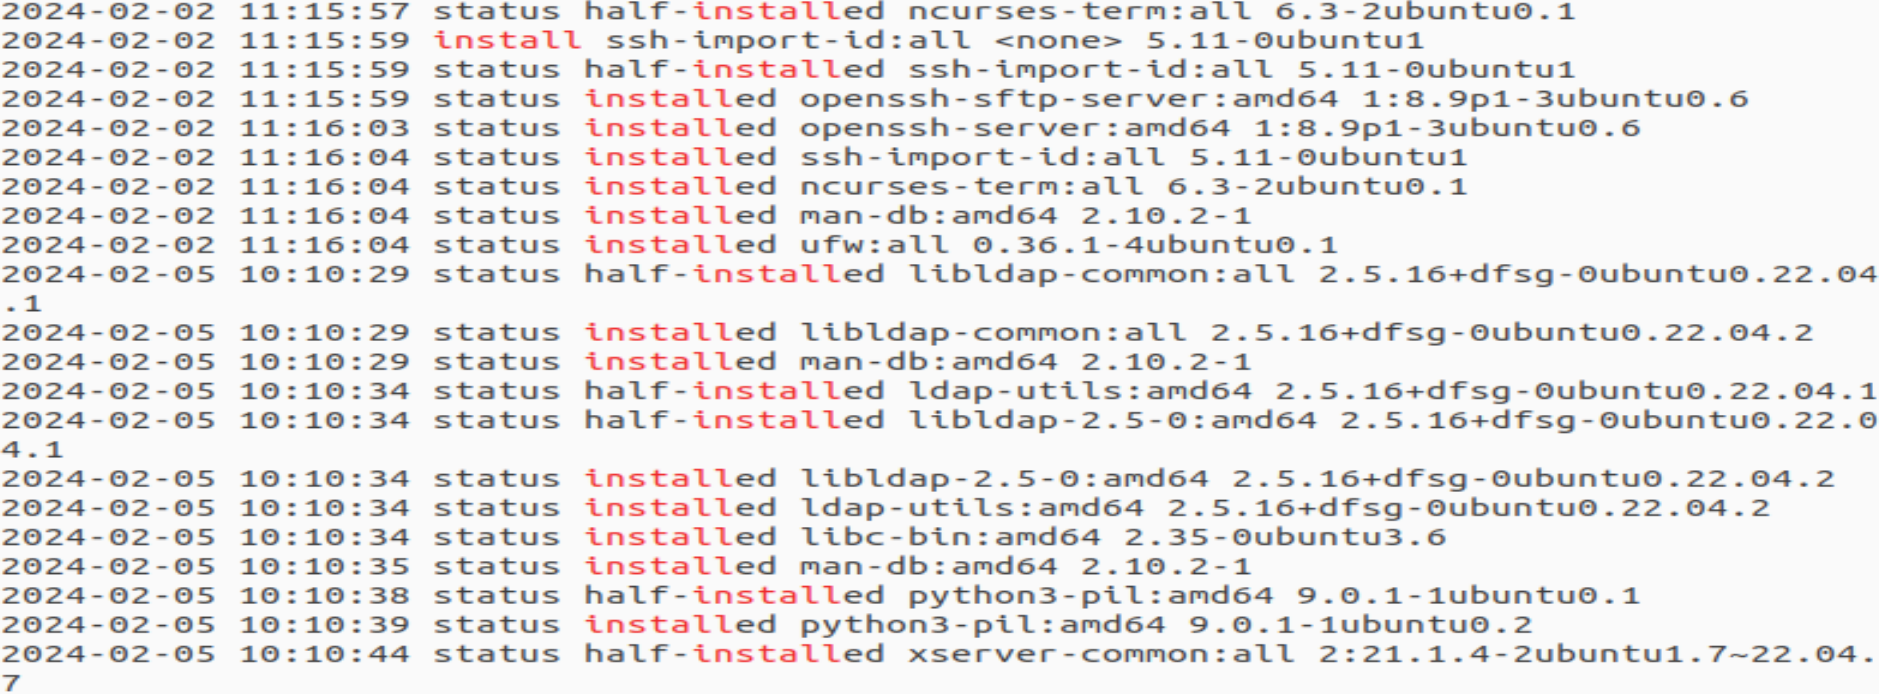 2024-02-02 11:15:57 status half-installed ncurses-term:all 6.3-2ubuntu0.1
2024-02-02 11:15:59 install ssh-import-id:all <none> 5.11-0ubuntu1
2024-02-02 11:15:59 status half-installed ssh-import-id:all 5.11-0ubuntu1
2024-02-02 11:15:59 status installed openssh-sftp-server:amd64 1:8.9p1-3ubuntu0.6
2024-02-02 11:16:03 status installed openssh-server:amd64 1:8.9p1-3ubuntu0.6
2024-02-02 11:16:04 status installed ssh-import-id:all 5.11-0ubuntu1
2024-02-02 11:16:04 status installed ncurses-term:all 6.3-2ubuntu0.1
2024-02-02 11:16:04 status installed man-db:amd64 2.10.2-1
2024-02-02 11:16:04 status installed ufw:all 0.36.1-4ubuntu0.1
2024-02-05 10:10:29 status half-installed libldap-common:all 2.5.16+dfsg-0ubuntu0.22.04
.1
2024-02-05 10:10:29 status installed libldap-common:all 2.5.16+dfsg-0ubuntu0.22.04.2
2024-02-05 10:10:29 status installed man-db:amd64 2.10.2-1
2024-02-05 10:10:34 status half-installed ldap-utils:amd64 2.5.16+dfsg-0ubuntu0.22.04.1
2024-02-05 10:10:34 status half-installed libldap-2.5-0:amd64 2.5.16+dfsg-0ubuntu0.22.0
4.1
2024-02-05 10:10:34 status installed libldap-2.5-0:amd64 2.5.16+dfsg-0ubuntu0.22.04.2
2024-02-05 10:10:34 status installed ldap-utils:amd64 2.5.16+dfsg-0ubuntu0.22.04.2
2024-02-05 10:10:34 status installed libc-bin:amd64 2.35-0ubuntu3.6
2024-02-05 10:10:35 status installed man-db:amd64 2.10.2-1
2024-02-05 10:10:38 status half-installed python3-pil:amd64 9.0.1-1ubuntu0.1
2024-02-05 10:10:39 status installed python3-pil:amd64 9.0.1-1ubuntu0.2
2024-02-05 10:10:44 status half-installed xserver-common:all 2:21.1.4-2ubuntu1.7~22.04.
7